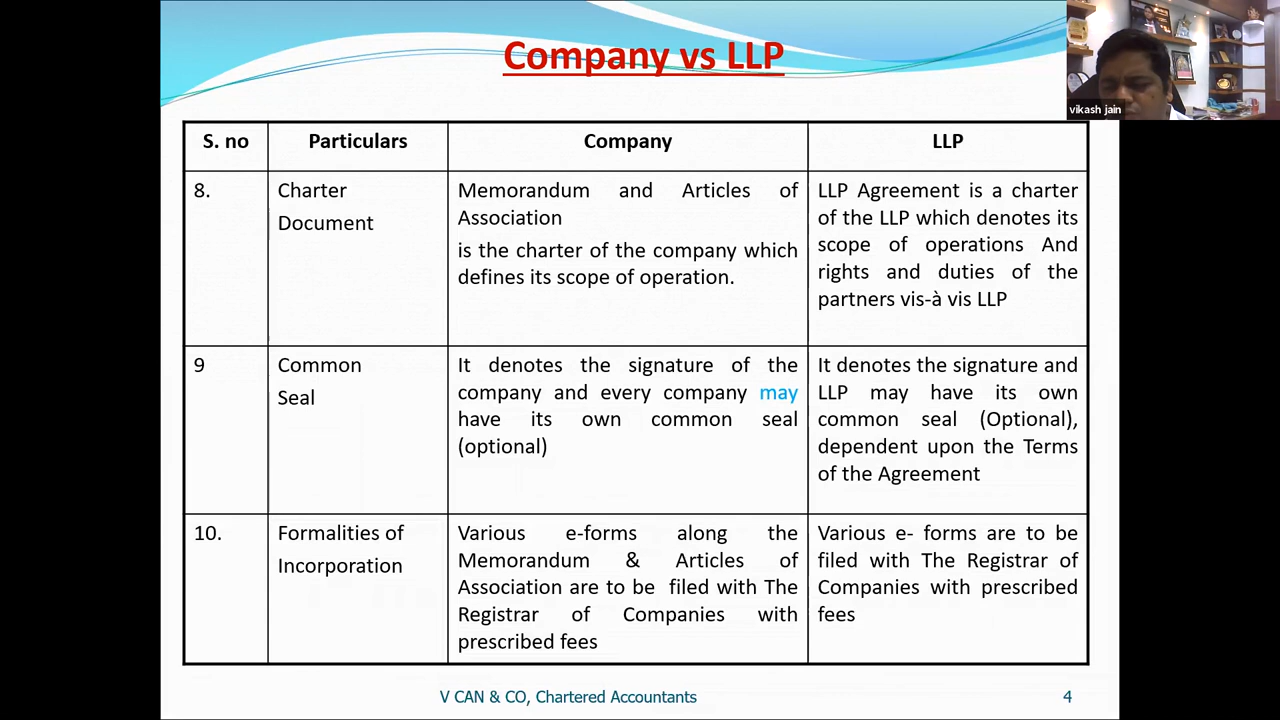 Company vs LLP
vikash jain
S. no Particulars Company LLP
8.
Charter
Document
Memorandum and Articles of
Association
is the charter of the company which
defines its scope of operation.
LLP Agreement is a charter
of the LLP which denotes its
scope of operations And
rights and duties of the
partners vis-à vis LLP
9
Common
Seal
It denotes the signature of the
company and every company may
have its own common seal
(optional)
It denotes the signature and
LLP may have its own
common seal (Optional),
dependent upon the Terms
of the Agreement
10.
Formalities of
Incorporation
Various e-forms along the
Memorandum & Articles of
Association are to be filed with The
Registrar of Companies with
prescribed fees
Various e- forms are to be
filed with The Registrar of
Companies with prescribed
fees
V CAN & CO, Chartered Accountants
4